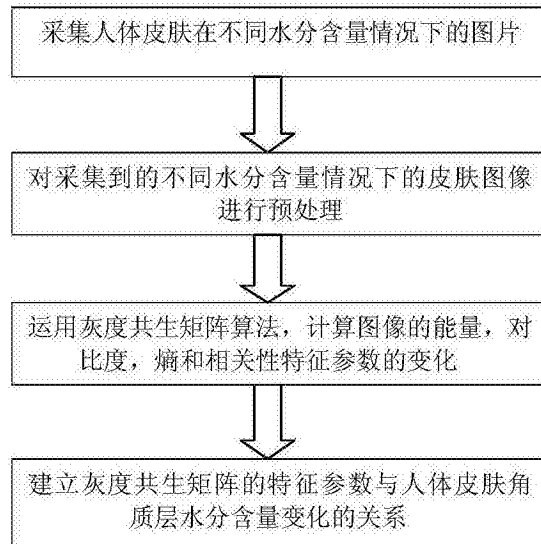 采集人体皮肤在不同水分含量情况下的图片
对采集到的不同水分含量情况下的皮肤图像
进行预处理
运用灰度共生矩阵算法，计算图像的能量，对
比度，熵和相关性特征参数的变化
建立灰度共生矩阵的特征参数与人体皮肤角
质层水分含量变化的关系